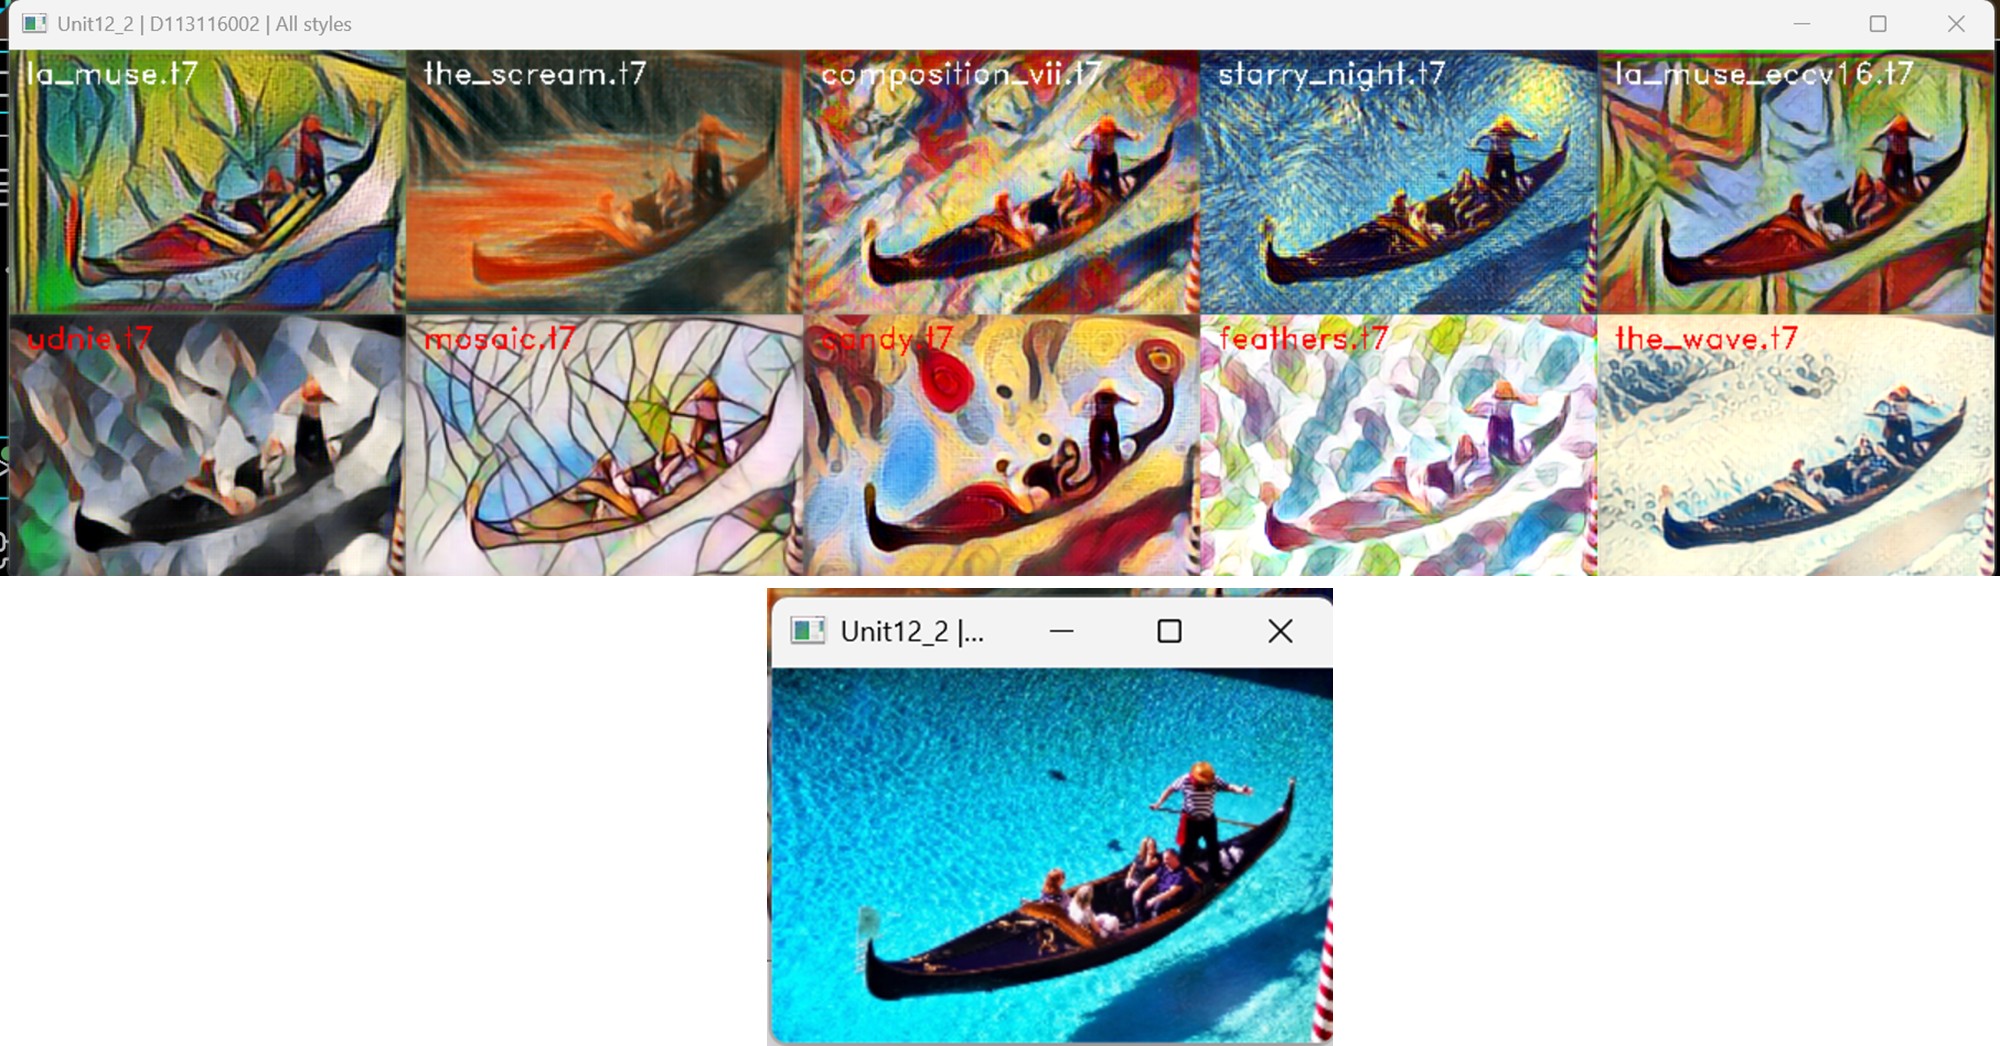 Unit12_2 | D113116002 | All styles
la_muse.t7
the_scream.t7
composition_vii.t7
starry_night.t7
la_muse_eccv16.t7
udnie.t7
mosaic.t7
candy.t7
feathers.t7
the_wave.t7
Unit12_2 |...